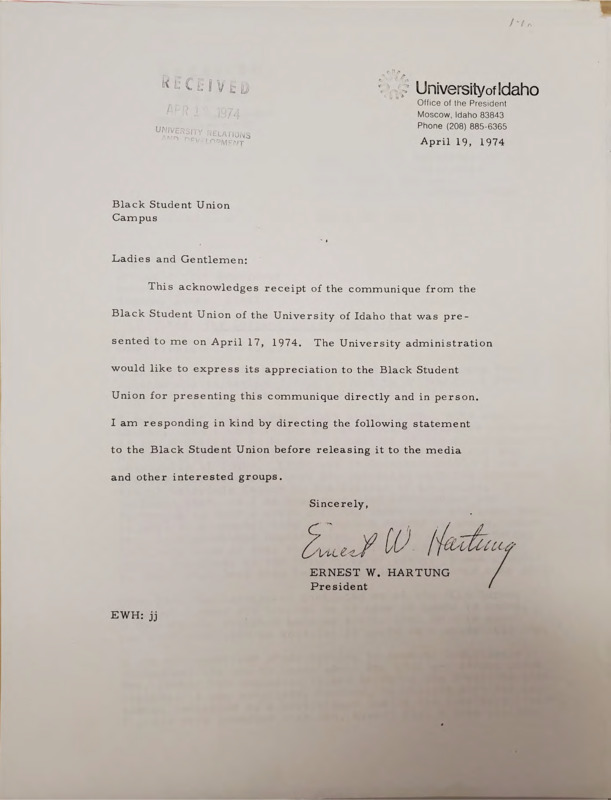 RECEIVED
APR 1974
UNIVERSITY RELATIONS
AND DEVELOPMENT
University of Idaho
Office of the President
Moscow, Idaho 83843
Phone (208) 885-6365
April 19, 1974
Black Student Union
Campus
Ladies and Gentlemen:
This acknowledges receipt of the communique from the
Black Student Union of the University of Idaho that was pre-
sented to me on April 17, 1974. The University administration
would like to express its appreciation to the Black Student
Union for presenting this communique directly and in person.
I am responding in kind by directing the following statement
to the Black Student Union before releasing it to the media
and other interested groups.
Sincerely,
Ernest W. Hartung
ERNEST W. HARTUNG
President
EWH: jj